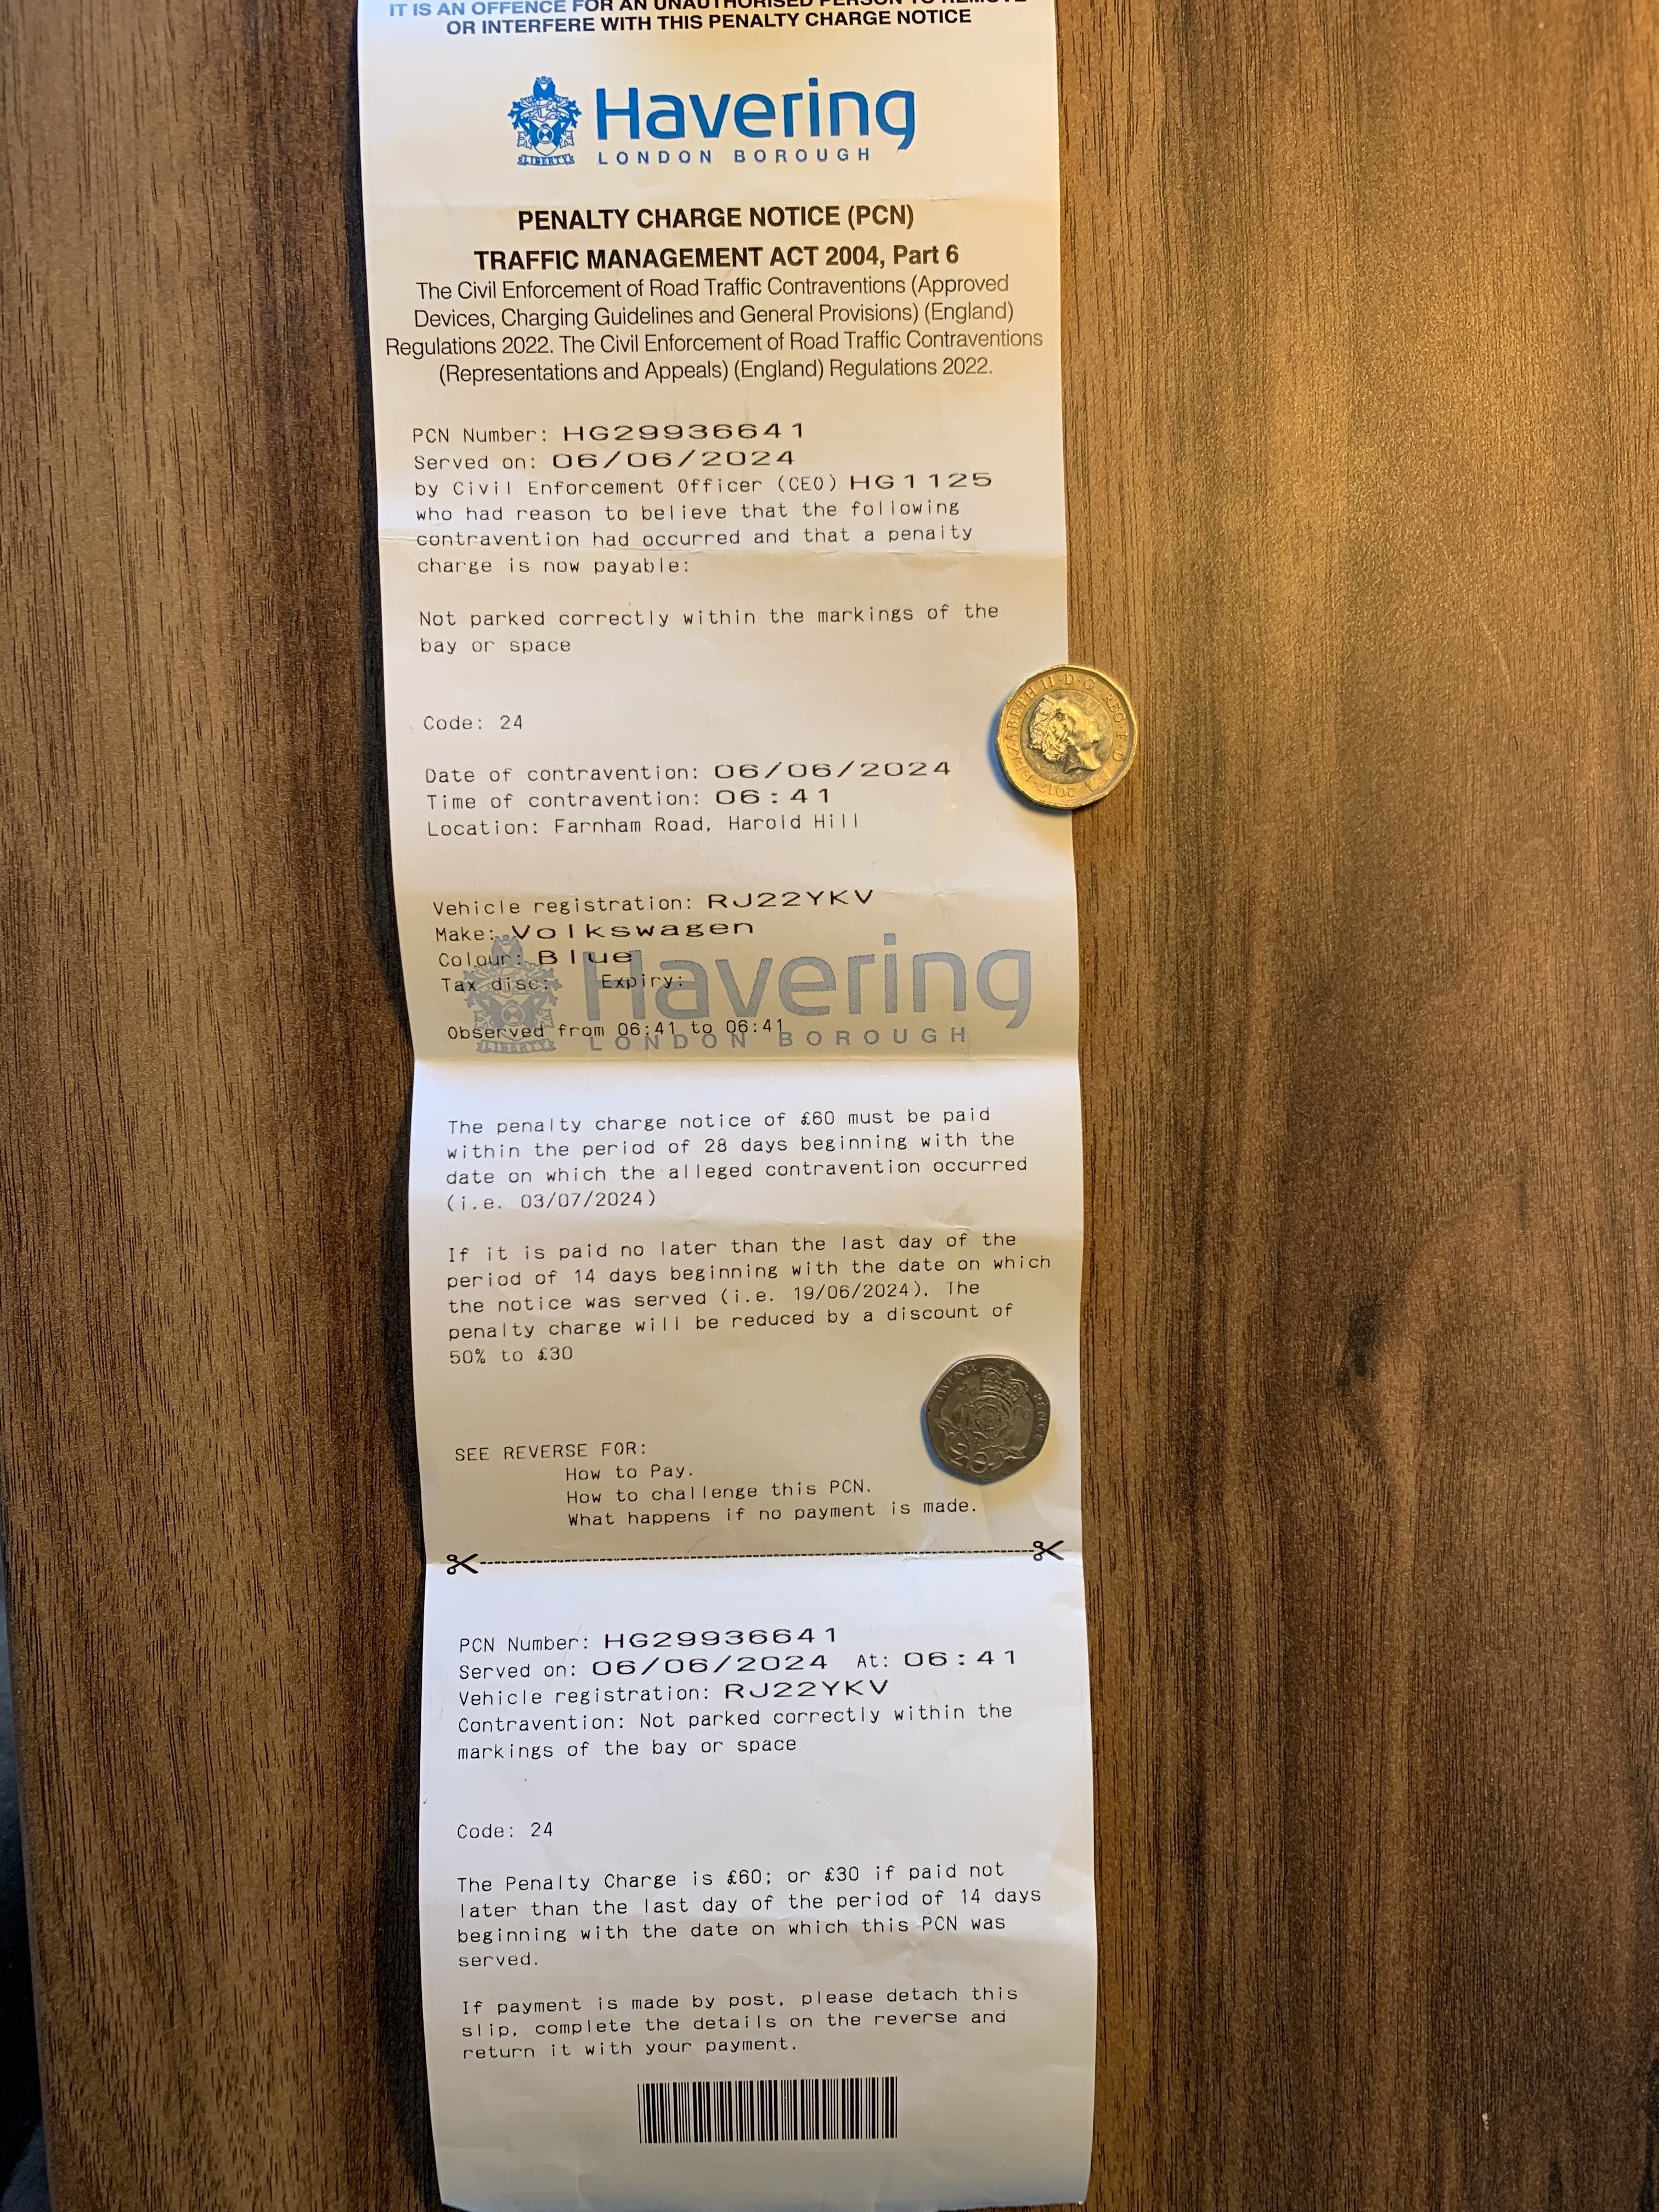 IT IS AN OFFENCE FOR AN UNAUTHORISED PERSON TO REMOVE
OR INTERFERE WITH THIS PENALTY CHARGE NOTICE
Havering
LONDON BOROUGH
LIBERTY
PENALTY CHARGE NOTICE (PCN)
TRAFFIC MANAGEMENT ACT 2004, Part 6
The Civil Enforcement of Road Traffic Contraventions (Approved
Devices, Charging Guidelines and General Provisions) (England)
Regulations 2022. The Civil Enforcement of Road Traffic Contraventions
(Representations and Appeals) (England) Regulations 2022.
PCN Number: HG29936641
Served on: 06/06/2024
by Civil Enforcement Officer (CEO) HG1125
who had reason to believe that the following
contravention had occurred and that a penalty
charge is now payable:
Not parked correctly within the markings of the
bay or space
Code: 24
ELIZABETH II·D·G·REG·F·D·
2017
Date of contravention: 06/06/2024
Time of contravention: 06:41
Location: Farnham Road, Harold Hill
Vehicle registration: RJ22YKV
Make: Volkswagen
Colour: Blue
Tax disc: Expiry:
Havering
LONDON BOROUGH
LIBERTY
Observed from 06:41 to 06:41
The penalty charge notice of £60 must be paid
within the period of 28 days beginning with the
date on which the alleged contravention occurred
(i.e. 03/07/2024)
If it is paid no later than the last day of the
period of 14 days beginning with the date on which
the notice was served (i.e. 19/06/2024). The
penalty charge will be reduced by a discount of
50% to £30
TWENTY PENCE
20
SEE REVERSE FOR:
How to Pay.
How to challenge this PCN.
What happens if no payment is made.
PCN Number: HG29936641
Served on: 06/06/2024 At: 06:41
Vehicle registration: RJ22YKV
Contravention: Not parked correctly within the
markings of the bay or space
Code: 24
The Penalty Charge is £60; or £30 if paid not
later than the last day of the period of 14 days
beginning with the date on which this PCN was
served.
If payment is made by post, please detach this
slip, complete the details on the reverse and
return it with your payment.